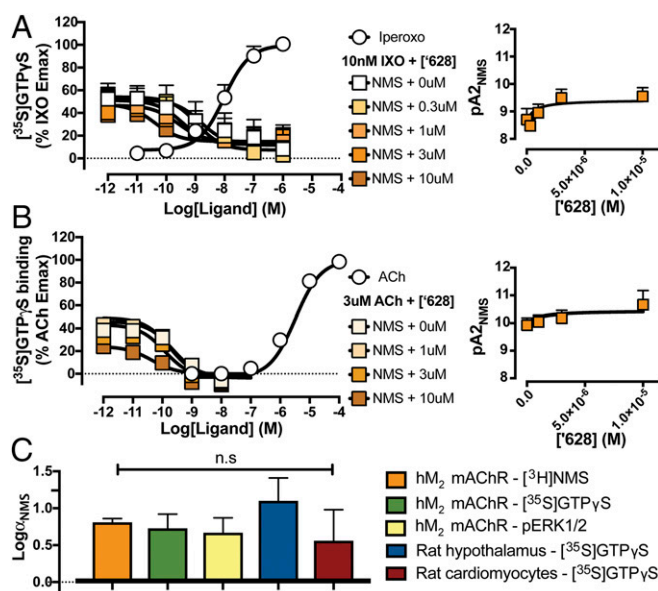 A
[³⁵S]GTPγS
(% IXO Emax)
120
100
80
60
40
20
0
-12 -11 -10 -9 -8 -7 -6 -5 -4
Log[Ligand] (M)
Iperoxo
10nM IXO + ['628]
NMS + 0uM
NMS + 0.3uM
NMS + 1uM
NMS + 3uM
NMS + 10uM
pA2NMS
12
11
10
9
8
0.0
5.0×10⁻⁶
1.0×10⁻⁵
['628] (M)
B
[³⁵S]GTPγS binding
(% ACh Emax)
120
100
80
60
40
20
0
-12 -11 -10 -9 -8 -7 -6 -5 -4
Log[Ligand] (M)
ACh
3uM ACh + ['628]
NMS + 0uM
NMS + 1uM
NMS + 3uM
NMS + 10uM
pA2NMS
12
11
10
9
8
0.0
5.0×10⁻⁶
1.0×10⁻⁵
['628] (M)
C
LogαNMS
1.5
1.0
0.5
0.0
n.s
hM₂ mAChR - [³H]NMS
hM₂ mAChR - [³⁵S]GTPγS
hM₂ mAChR - pERK1/2
Rat hypothalamus - [³⁵S]GTPγS
Rat cardiomyocytes - [³⁵S]GTPγS